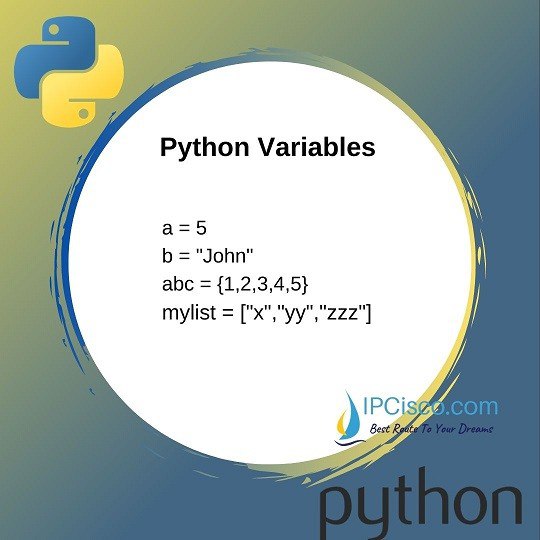 Python Variables
a = 5
b = "John"
abc = {1,2,3,4,5}
mylist = ["x","yy","zzz"]
IPCisco.com
Best Route To Your Dreams
python